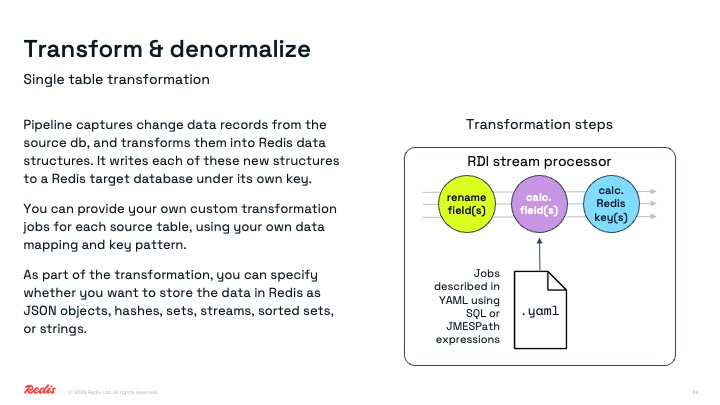 Transform & denormalize
Single table transformation
Pipeline captures change data records from the
source db, and transforms them into Redis data
structures. It writes each of these new structures
to a Redis target database under its own key.
You can provide your own custom transformation
jobs for each source table, using your own data
mapping and key pattern.
As part of the transformation, you can specify
whether you want to store the data in Redis as
JSON objects, hashes, sets, streams, sorted sets,
or strings.
Transformation steps
RDI stream processor
rename
field(s)
calc.
field(s)
calc.
Redis
key(s)
Jobs
described in
YAML using
SQL or
JMESPath
expressions
.yaml
Redis
© 2024 Redis Ltd. All rights reserved.